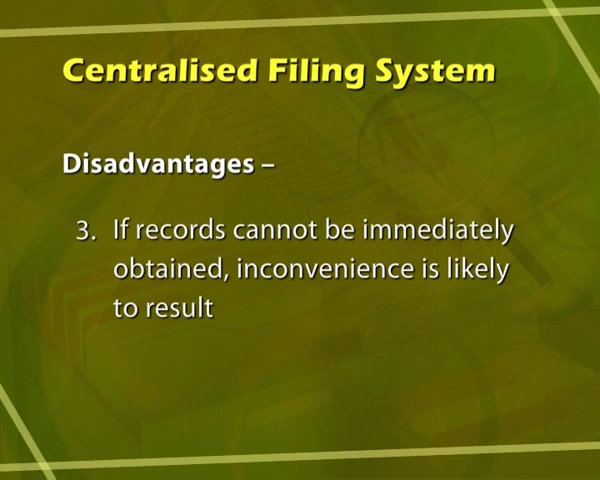 Centralised Filing System
Disadvantages –
3. If records cannot be immediately
obtained, inconvenience is likely
to result